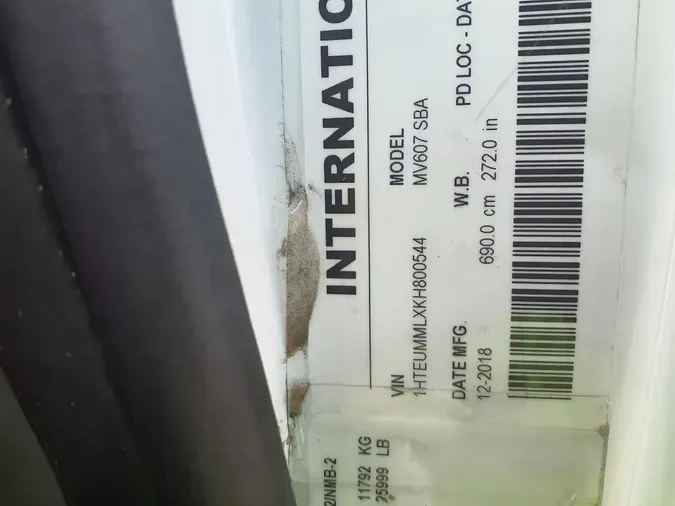 INTERNATIO
VIN MODEL
1HTEUMMLXKH800544 MV607 SBA
DATE MFG. W.B. PD LOC - DA
12-2018 690.0 cm 272.0 in
2/NMB-2
11792 KG
25999 LB